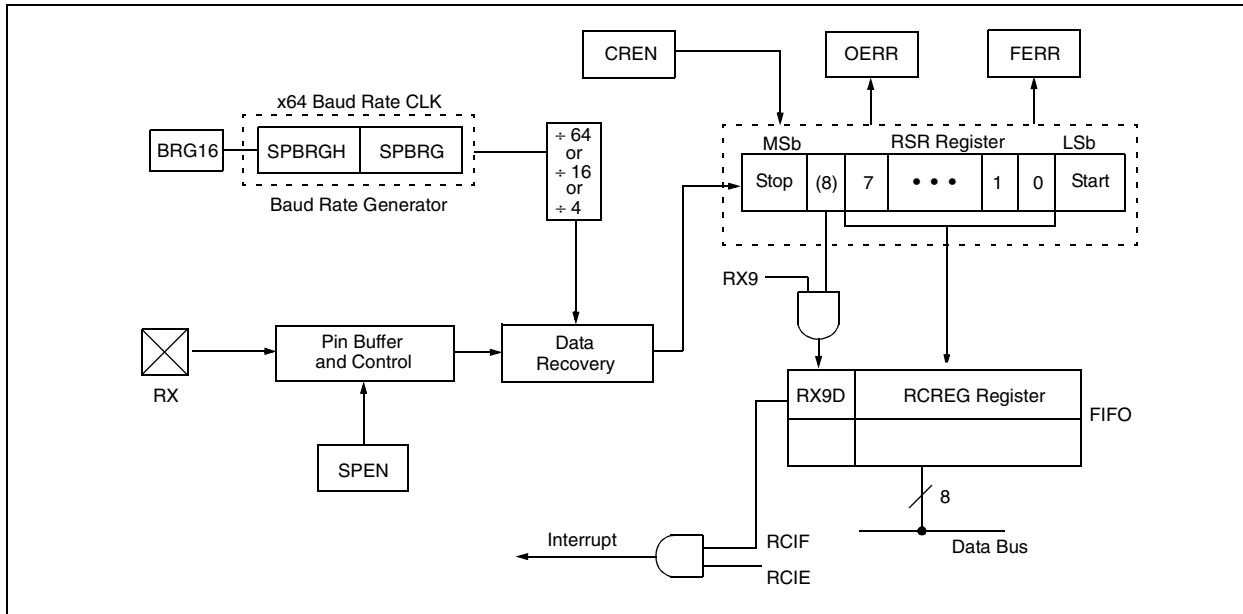 CREN
OERR
FERR
x64 Baud Rate CLK
BRG16
SPBRGH
SPBRG
Baud Rate Generator
÷ 64
or
÷ 16
or
÷ 4
MSb
RSR Register
LSb
Stop
(8)
7
• • •
1
0
Start
RX9
RX
Pin Buffer
and Control
Data
Recovery
SPEN
RX9D
RCREG Register
FIFO
8
Data Bus
Interrupt
RCIF
RCIE